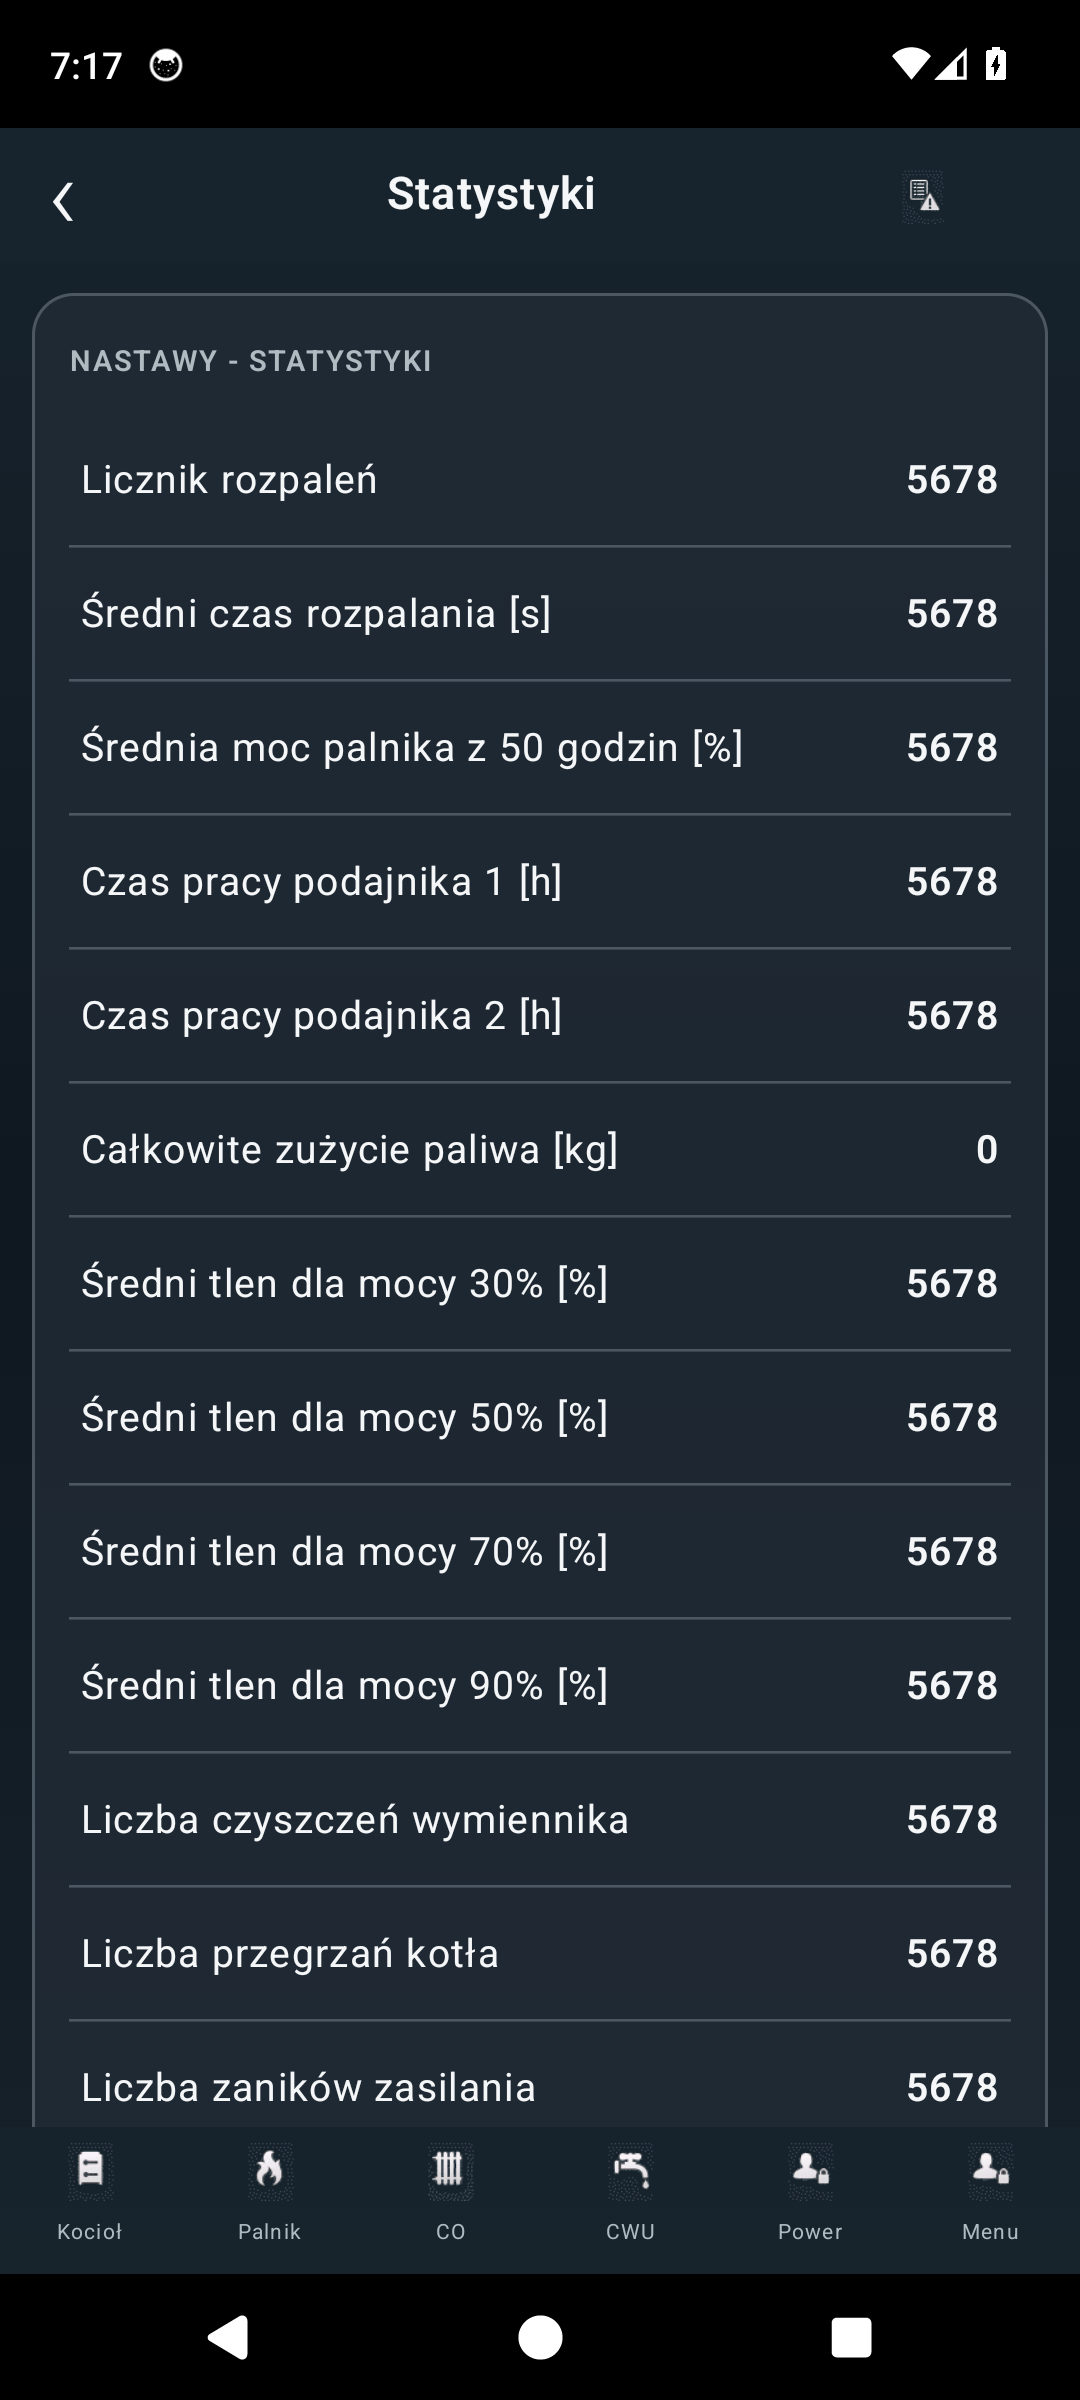 7:17
Statystyki
NASTAWY - STATYSTYKI
Licznik rozpaleń 5678
Średni czas rozpalania [s] 5678
Średnia moc palnika z 50 godzin [%] 5678
Czas pracy podajnika 1 [h] 5678
Czas pracy podajnika 2 [h] 5678
Całkowite zużycie paliwa [kg] 0
Średni tlen dla mocy 30% [%] 5678
Średni tlen dla mocy 50% [%] 5678
Średni tlen dla mocy 70% [%] 5678
Średni tlen dla mocy 90% [%] 5678
Liczba czyszczeń wymiennika 5678
Liczba przegrzań kotła 5678
Liczba zaników zasilania 5678
Kocioł Palnik CO CWU Power Menu